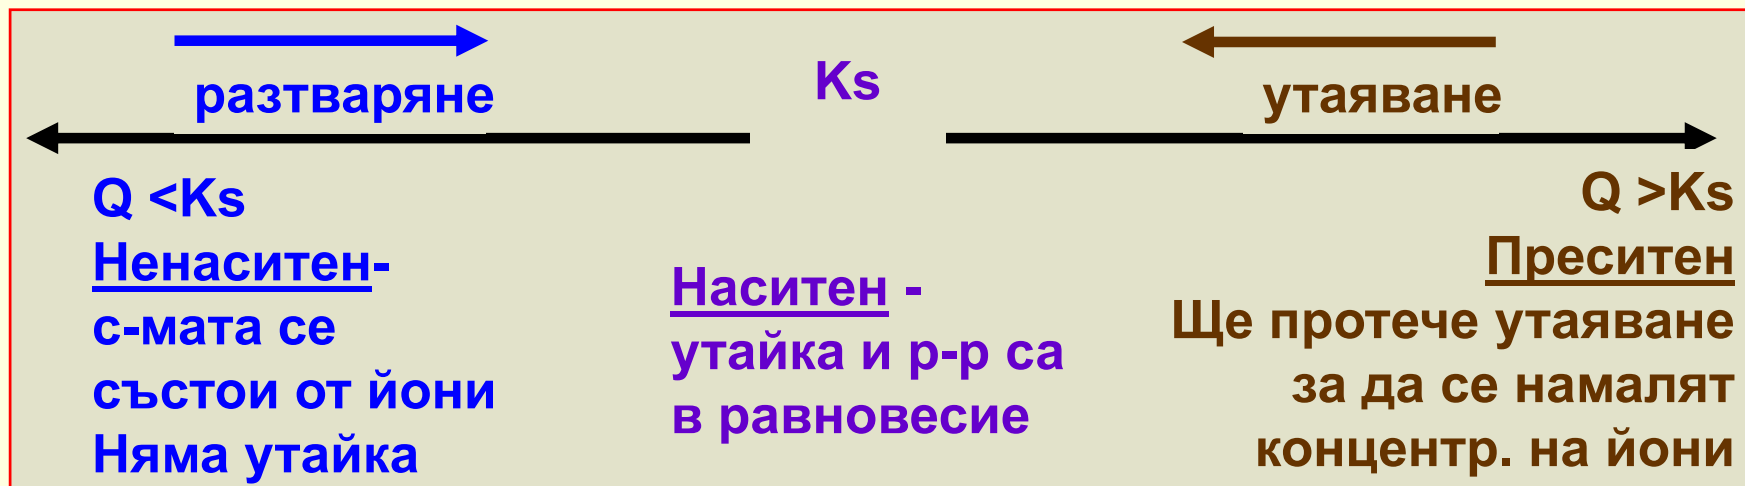 разтваряне
Ks
утаяване
Q <Ks
Ненаситен-
с-мата се
състои от йони
Няма утайка
Наситен -
утайка и р-р са
в равновесие
Q >Ks
Преситен
Ще протече утаяване
за да се намалят
концентр. на йони